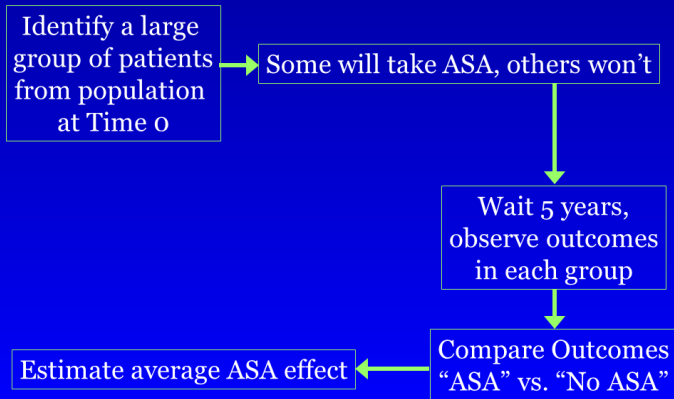 Identify a large
group of patients
from population
at Time 0
Some will take ASA, others won’t
Wait 5 years,
observe outcomes
in each group
Compare Outcomes
“ASA” vs. “No ASA”
Estimate average ASA effect